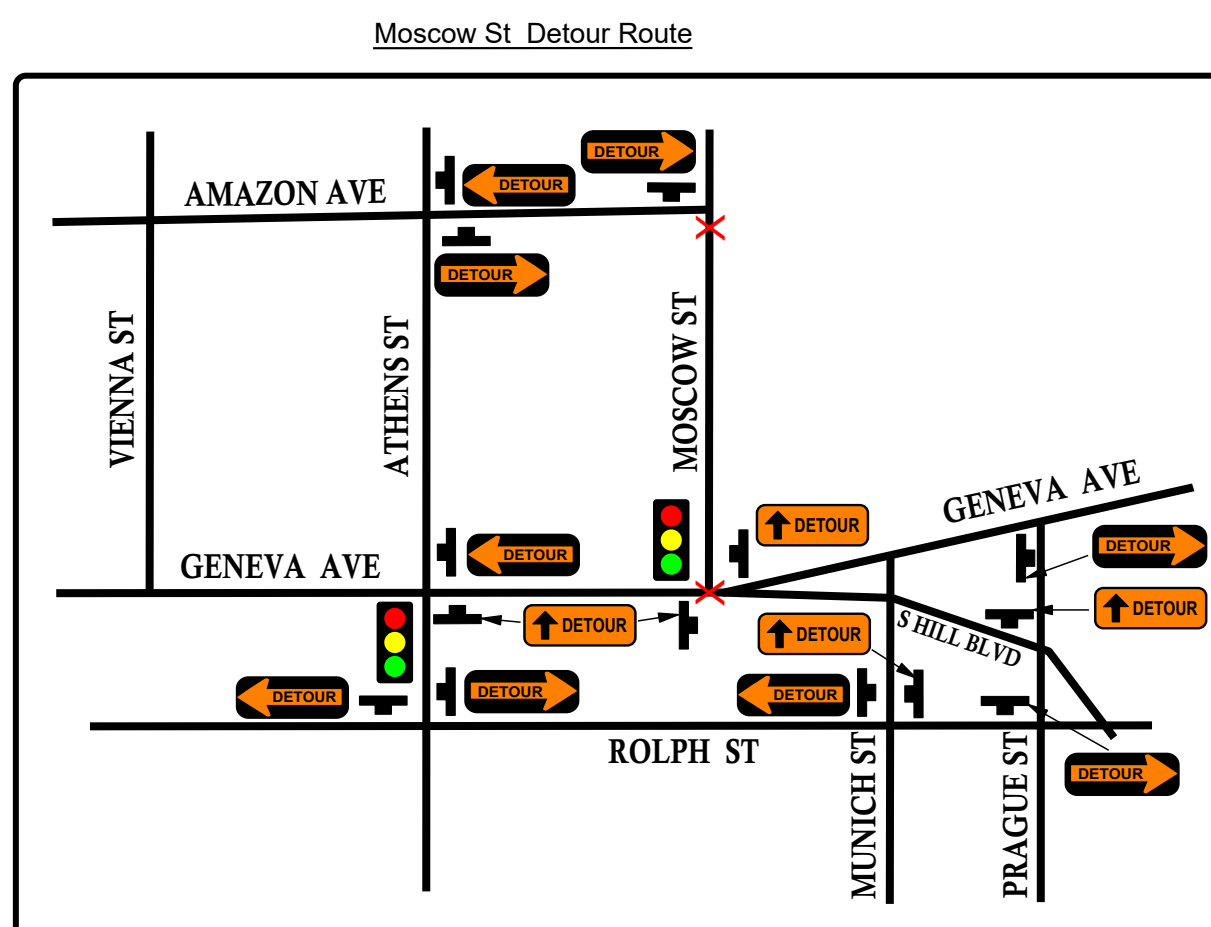 Moscow St  Detour Route
DETOUR
DETOUR
AMAZON AVE
DETOUR
VIENNA ST
ATHENS ST
MOSCOW ST
GENEVA  AVE
DETOUR
DETOUR
DETOUR
GENEVA  AVE
DETOUR
DETOUR
DETOUR
S HILL BLVD
DETOUR
DETOUR
DETOUR
ROLPH  ST
MUNICH ST
PRAGUE ST
DETOUR